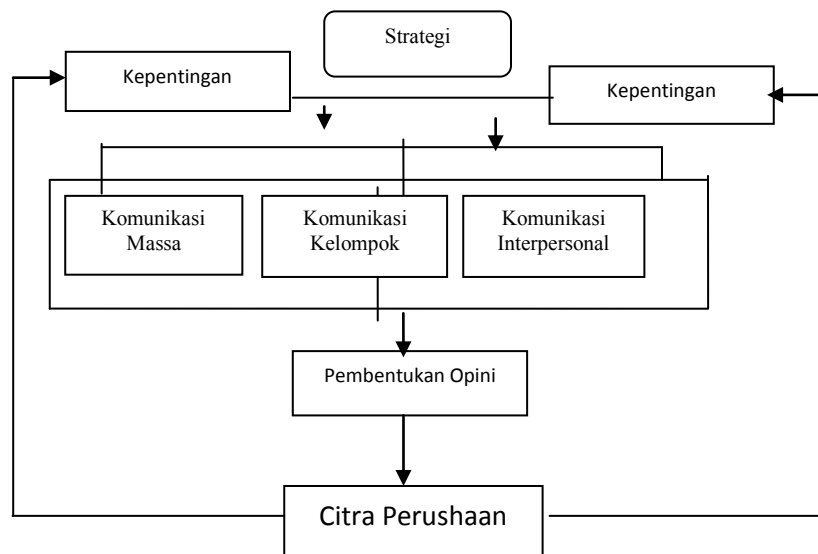 Strategi
Kepentingan
Kepentingan
Komunikasi
Massa
Komunikasi
Kelompok
Komunikasi
Interpersonal
Pembentukan Opini
Citra Perushaan